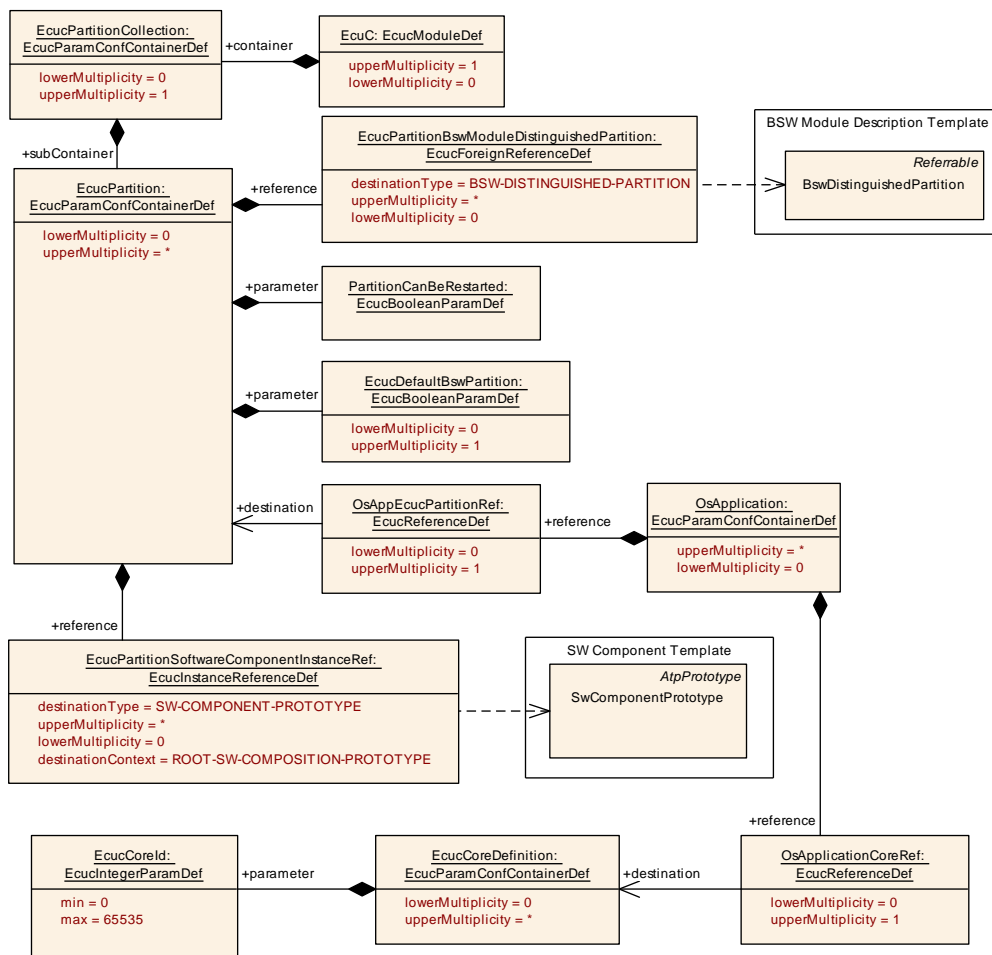 EcucPartitionCollection:
EcucParamConfContainerDef
lowerMultiplicity = 0
upperMultiplicity = 1
+container
EcuC: EcucModuleDef
upperMultiplicity = 1
lowerMultiplicity = 0
+subContainer
EcucPartition:
EcucParamConfContainerDef
lowerMultiplicity = 0
upperMultiplicity = *
+reference
EcucPartitionBswModuleDistinguishedPartition:
EcucForeignReferenceDef
destinationType = BSW-DISTINGUISHED-PARTITION
upperMultiplicity = *
lowerMultiplicity = 0
BSW Module Description Template
Referrable
BswDistinguishedPartition
+parameter
PartitionCanBeRestarted:
EcucBooleanParamDef
+parameter
EcucDefaultBswPartition:
EcucBooleanParamDef
lowerMultiplicity = 0
upperMultiplicity = 1
+destination
OsAppEcucPartitionRef:
EcucReferenceDef
lowerMultiplicity = 0
upperMultiplicity = 1
+reference
OsApplication:
EcucParamConfContainerDef
upperMultiplicity = *
lowerMultiplicity = 0
+reference
EcucPartitionSoftwareComponentInstanceRef:
EcucInstanceReferenceDef
destinationType = SW-COMPONENT-PROTOTYPE
upperMultiplicity = *
lowerMultiplicity = 0
destinationContext = ROOT-SW-COMPOSITION-PROTOTYPE
SW Component Template
AtpPrototype
SwComponentPrototype
+reference
EcucCoreId:
EcucIntegerParamDef
min = 0
max = 65535
+parameter
EcucCoreDefinition:
EcucParamConfContainerDef
lowerMultiplicity = 0
upperMultiplicity = *
+destination
OsApplicationCoreRef:
EcucReferenceDef
lowerMultiplicity = 0
upperMultiplicity = 1